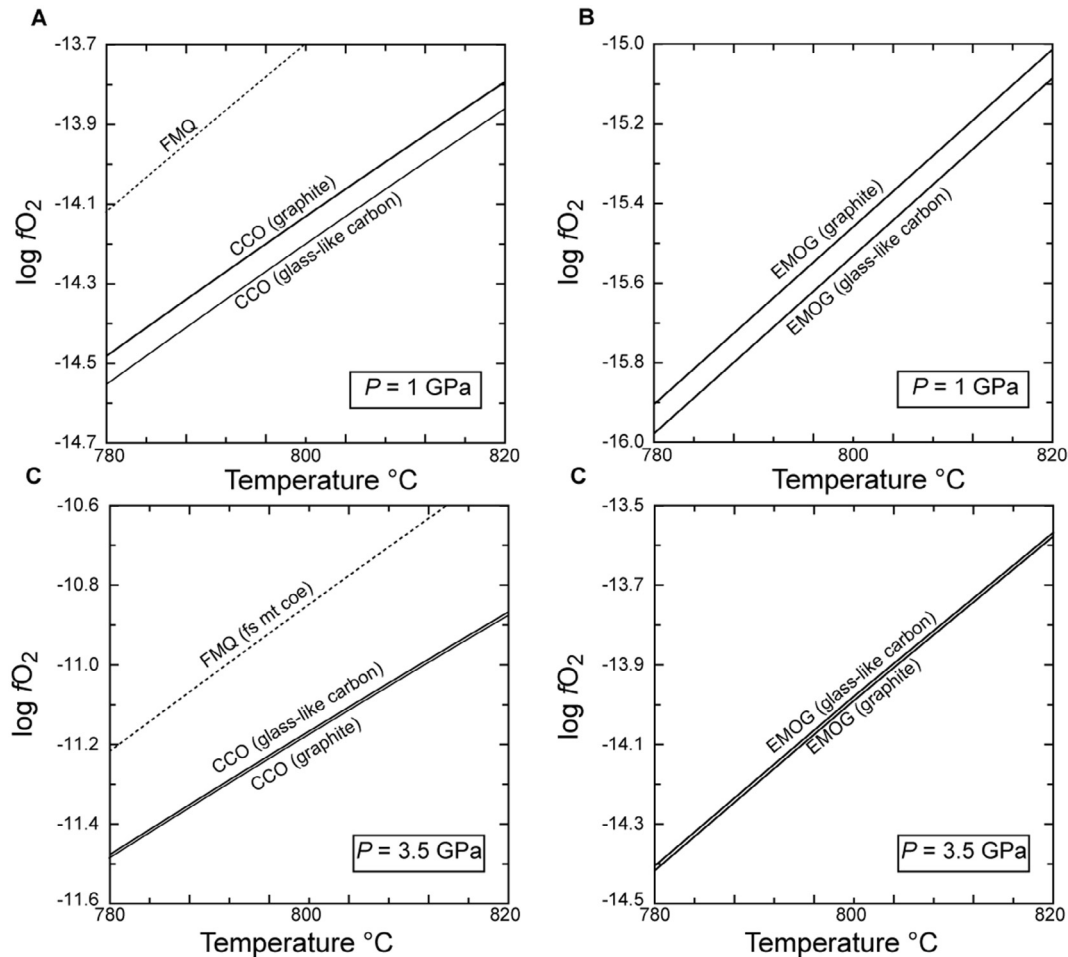 A
-13.7
-13.9
-14.1
-14.3
-14.5
-14.7
log fO2
FMQ
CCO (graphite)
CCO (glass-like carbon)
P = 1 GPa
780
800
820
Temperature °C
B
-15.0
-15.2
-15.4
-15.6
-15.8
-16.0
log fO2
EMOG (graphite)
EMOG (glass-like carbon)
P = 1 GPa
780
800
820
Temperature °C
C
-10.6
-10.8
-11.0
-11.2
-11.4
-11.6
log fO2
FMQ (fs mt coe)
CCO (glass-like carbon)
CCO (graphite)
P = 3.5 GPa
780
800
820
Temperature °C
C
-13.5
-13.7
-13.9
-14.1
-14.3
-14.5
log fO2
EMOG (glass-like carbon)
EMOG (graphite)
P = 3.5 GPa
780
800
820
Temperature °C